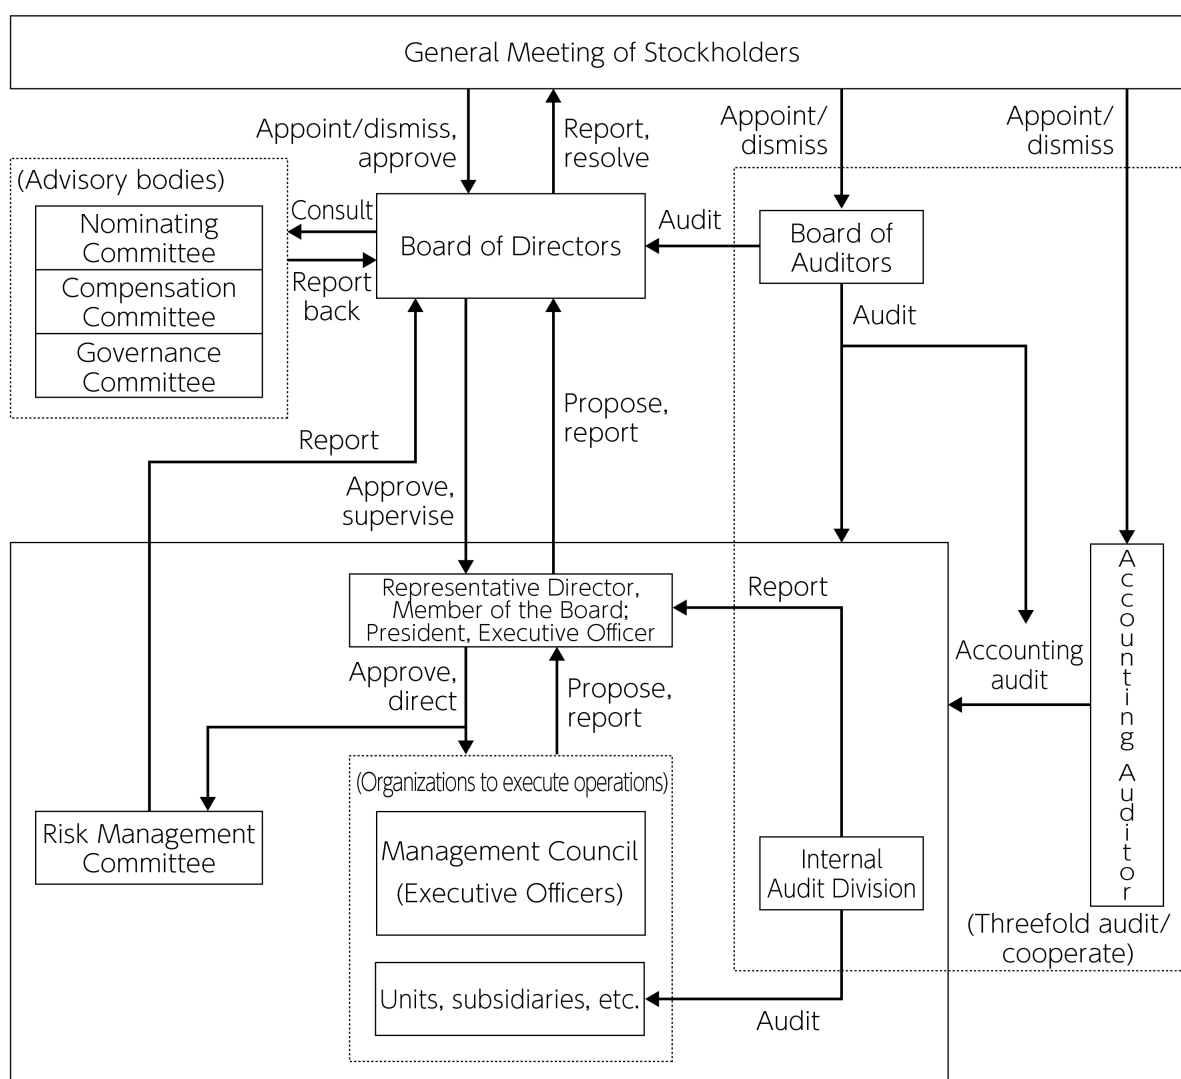 General Meeting of Stockholders
Appoint/dismiss,
approve
Report,
resolve
Appoint/
dismiss
Appoint/
dismiss
(Advisory bodies)
Nominating
Committee
Compensation
Committee
Governance
Committee
Consult
Report
back
Board of Directors
Audit
Board of
Auditors
Audit
Report
Propose,
report
Approve,
supervise
Representative Director,
Member of the Board;
President, Executive Officer
Report
Accounting
audit
Accounting Auditor
Approve,
direct
Propose,
report
(Organizations to execute operations)
Risk Management
Committee
Management Council
(Executive Officers)
Internal
Audit Division
(Threefold audit/
cooperate)
Units, subsidiaries, etc.
Audit